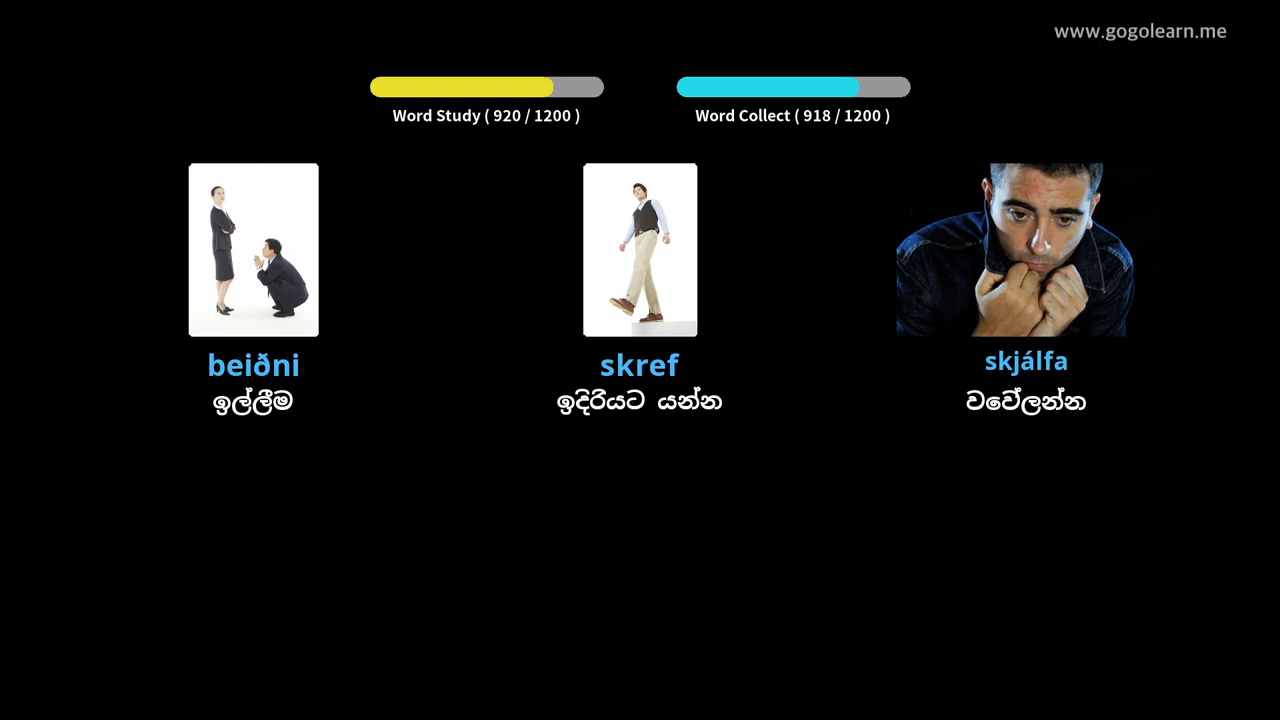 www.gogolearn.me
Word Study ( 920 / 1200 )
Word Collect ( 918 / 1200 )
beiðni
ඉල්ලීම
skref
ඉදිරියට යන්න
skjálfa
වවේලන්න